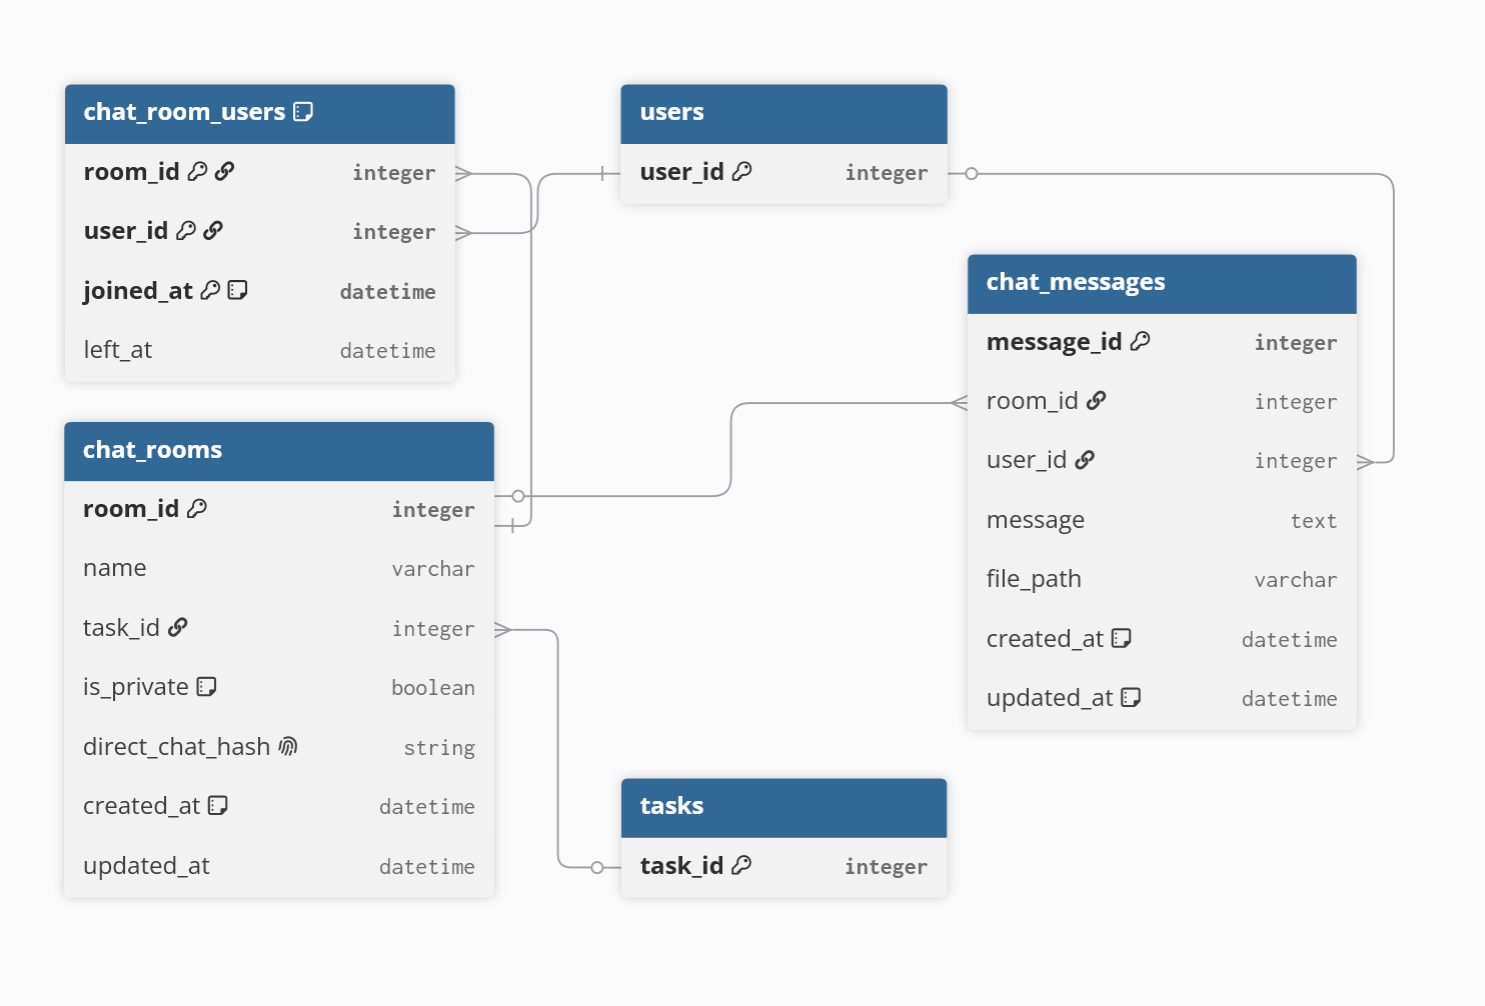 chat_room_users
room_id integer
user_id integer
joined_at datetime
left_at datetime
users
user_id integer
chat_messages
message_id integer
room_id integer
user_id integer
message text
file_path varchar
created_at datetime
updated_at datetime
chat_rooms
room_id integer
name varchar
task_id integer
is_private boolean
direct_chat_hash string
created_at datetime
updated_at datetime
tasks
task_id integer